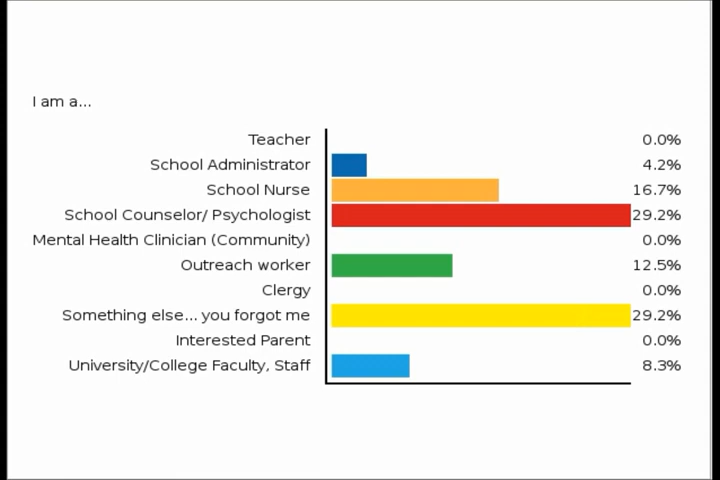 I am a...
Teacher 0.0%
School Administrator 4.2%
School Nurse 16.7%
School Counselor/ Psychologist 29.2%
Mental Health Clinician (Community) 0.0%
Outreach worker 12.5%
Clergy 0.0%
Something else... you forgot me 29.2%
Interested Parent 0.0%
University/College Faculty, Staff 8.3%